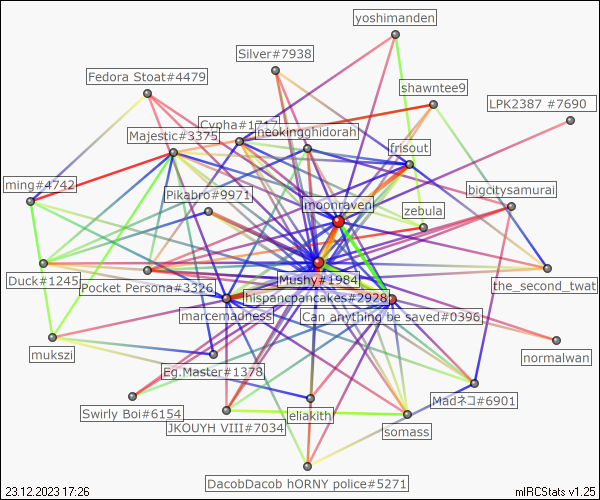 yoshimanden
Silver#7938
Fedora Stoat#4479
shawntee9
LPK2387 #7690
Cypha#1717
neokingghidorah
Majestic#3375
frisout
ming#4742
Pikabro#9971
bigcitysamurai
moonraven
zebula
Duck#1245
Pocket Persona#3326
Mushy#1984
the_second_twat
hispancpancakes#2928
marcemadness
Can anything be saved#0396
mukszi
normalwan
Eg.Master#1378
Swirly Boi#6154
eliakith
Madネコ#6901
JKOUYH VIII#7034
somass
DacobDacob hORNY police#5271
23.12.2023 17:26
mIRCStats v1.25